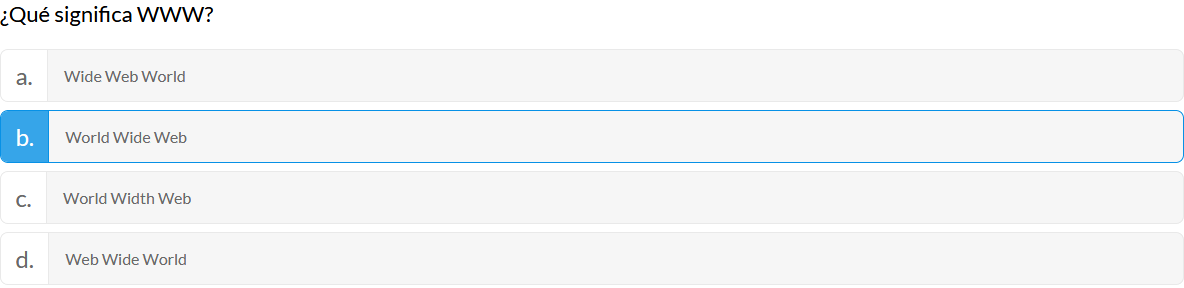 ¿Qué significa WWW?
a. Wide Web World
b. World Wide Web
c. World Width Web
d. Web Wide World